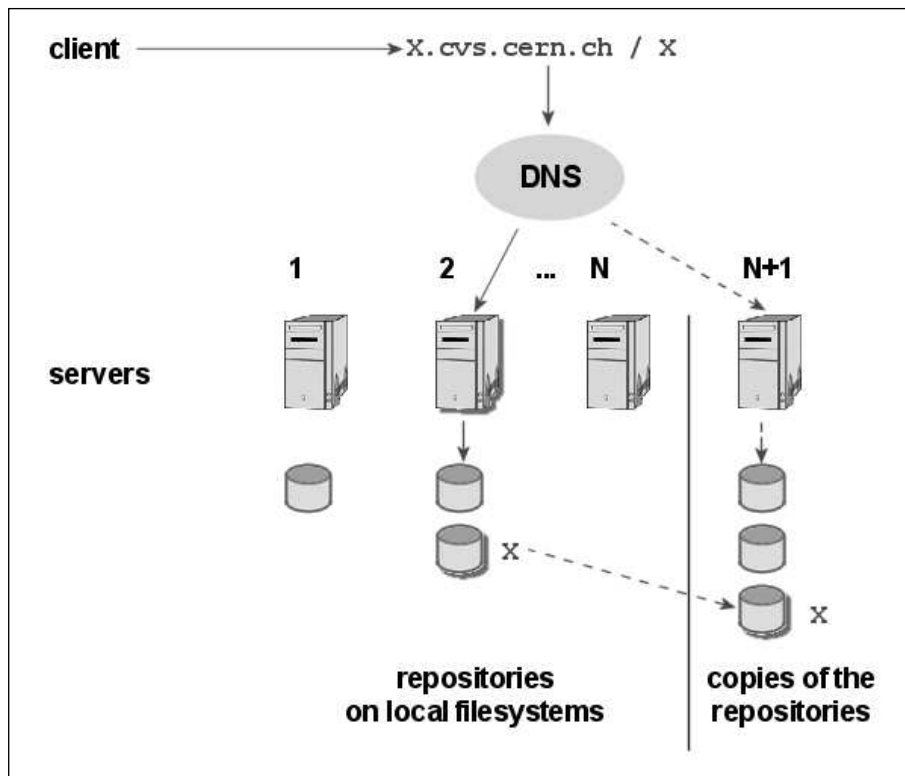 client
X.cvs.cern.ch / X
DNS
1 2 ... N N+1
servers
X
X
repositories
on local filesystems
copies of the
repositories